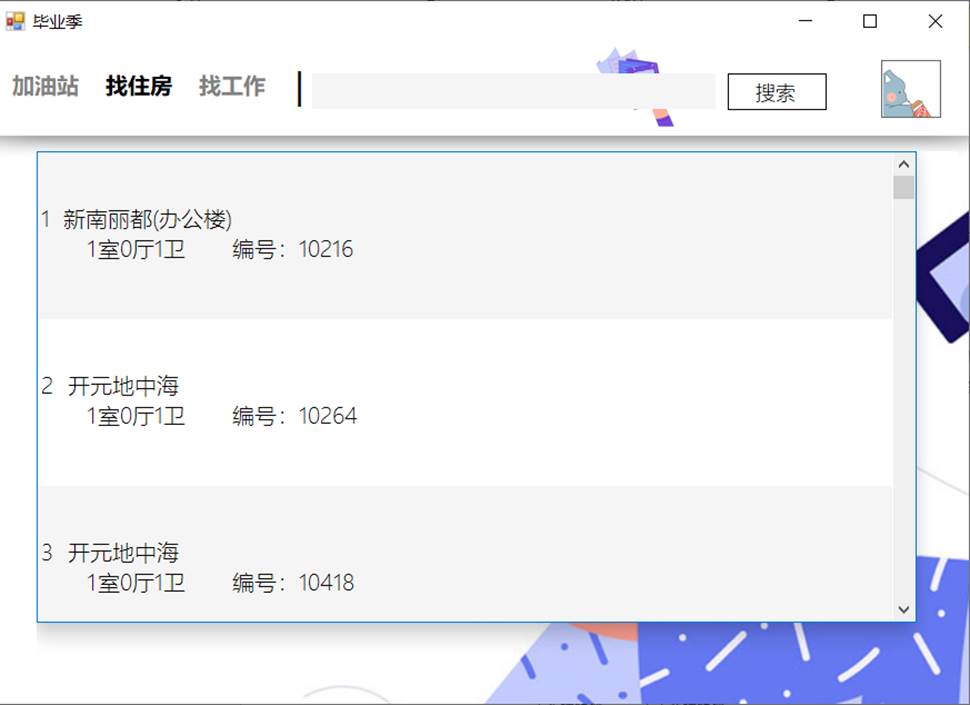 毕业季
加油站 找住房 找工作 搜索
1 新南丽都(办公楼)
1室0厅1卫 编号：10216
2 开元地中海
1室0厅1卫 编号：10264
3 开元地中海
1室0厅1卫 编号：10418